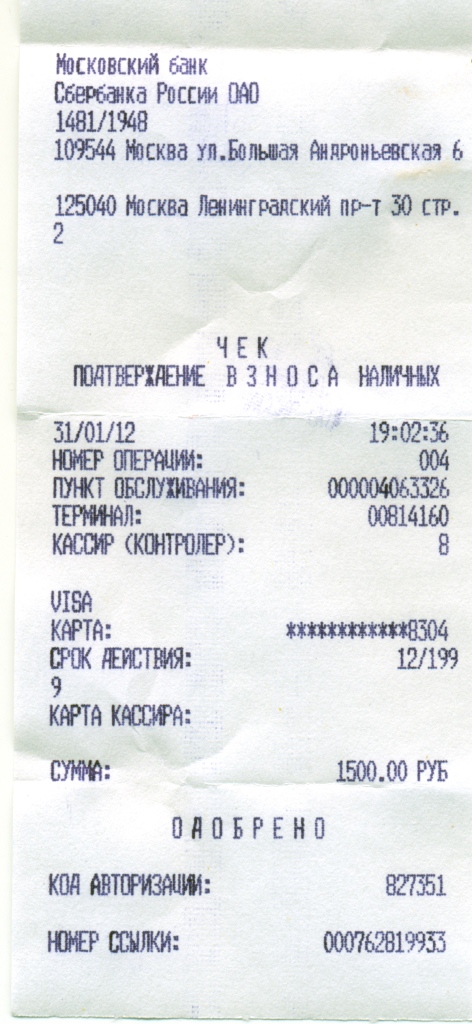 Московский банк
Сбербанка России ОАО
1481/1948
109544 Москва ул.Большая Андроньевская 6
125040 Москва Ленинградский пр-т 30 стр.
2
ЧЕК
ПОДТВЕРЖДЕНИЕ ВЗНОСА НАЛИЧНЫХ
31/01/12 19:02:36
НОМЕР ОПЕРАЦИИ: 004
ПУНКТ ОБСЛУЖИВАНИЯ: 000004063326
ТЕРМИНАЛ: 00814160
КАССИР (КОНТРОЛЕР): 8
VISA
КАРТА: ************8304
СРОК ДЕЙСТВИЯ: 12/199
9
КАРТА КАССИРА:
СУММА: 1500.00 РУБ
ОДОБРЕНО
КОД АВТОРИЗАЦИИ: 827351
НОМЕР ССЫЛКИ: 000762819933